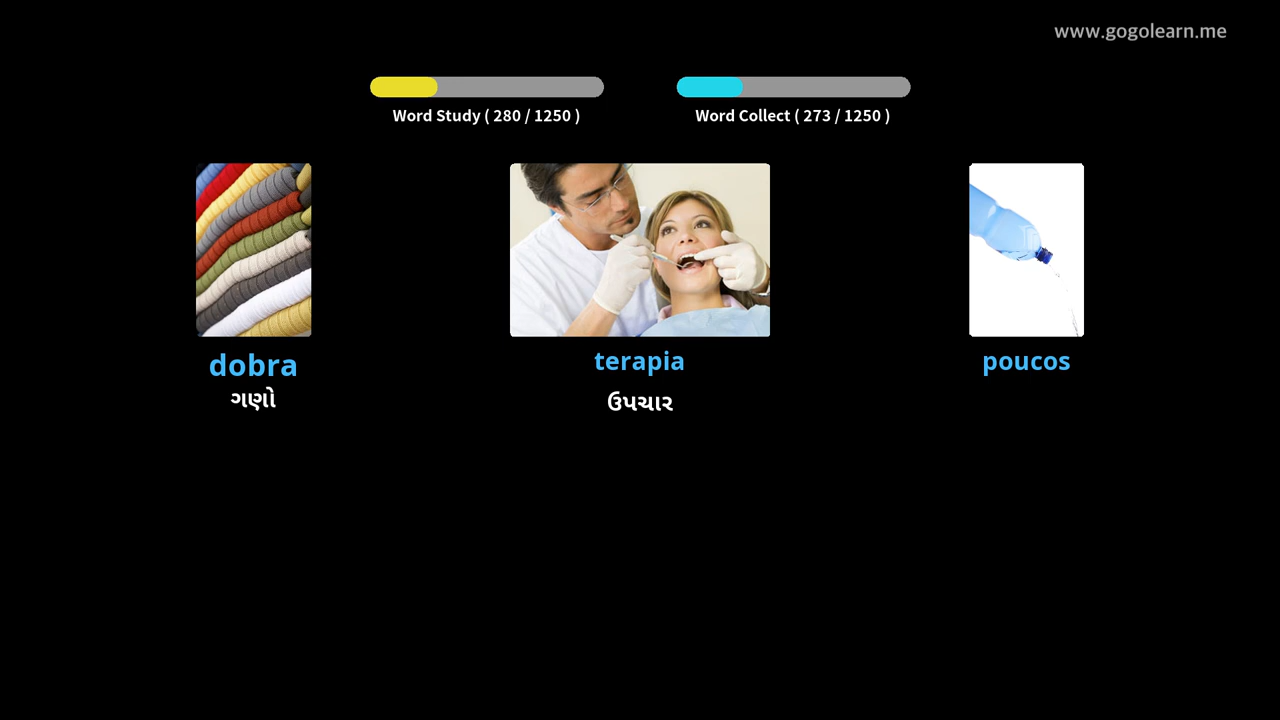 www.gogolearn.me
Word Study ( 280 / 1250 )
Word Collect ( 273 / 1250 )
dobra
ગણો
terapia
ઉપચાર
poucos